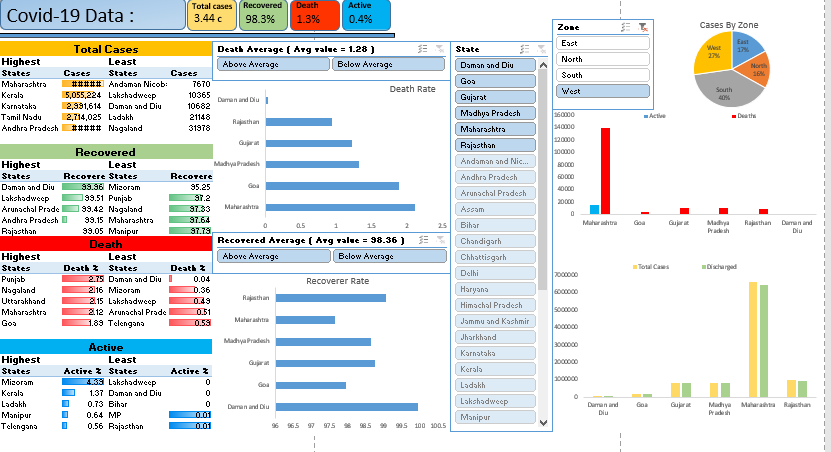 Covid-19 Data :
Total cases
3.44 c
Recovered
98.3%
Death
1.3%
Active
0.4%
Total Cases
Highest Least
States Cases States Cases
Maharashtra ##### Andaman Nicob: 7670
Kerala 5,055,224 Lakshadweep 10365
Karnataka 2,991,614 Daman and Diu 10682
Tamil Nadu 2,714,025 Ladakh 21148
Andhra Pradesh ##### Nagaland 31978
Recovered
Highest Least
States Recovere States Recovere
Daman and Diu 99.96 Mizoram 95.25
Lakshadweep 99.51 Punjab 97.2
Arunachal Prade 99.42 Nagaland 97.33
Andhra Pradesh 99.15 Maharashtra 97.64
Rajasthan 99.05 Manipur 97.79
Death
Highest Least
States Death % States Death %
Punjab 2.75 Daman and Diu 0.04
Nagaland 2.16 Mizoram 0.36
Uttarakhand 2.15 Lakshadweep 0.49
Maharashtra 2.12 Arunachal Prade 0.51
Goa 1.89 Telengana 0.59
Active
Highest Least
States Active % States Active %
Mizoram 4.39 Lakshadweep 0
Kerala 1.37 Daman and Diu 0
Ladakh 0.73 Bihar 0
Manipur 0.64 MP 0.01
Telengana 0.56 Rajasthan 0.01
Death Average ( Avg value = 1.28 )
Above Average Below Average
Death Rate
Daman and Diu
Rajasthan
Gujarat
Madhya Pradesh
Goa
Maharashtra
0 0.5 1 1.5 2 2.5
Recovered Average ( Avg value = 98.36 )
Above Average Below Average
Recoverer Rate
Rajasthan
Maharashtra
Madhya Pradesh
Gujarat
Goa
Daman and Diu
96 96.5 97 97.5 98 98.5 99 99.5 100 100.5
State
Daman and Diu
Goa
Gujarat
Madhya Pradesh
Maharashtra
Rajasthan
Andaman and Nic...
Andhra Pradesh
Arunachal Pradesh
Assam
Bihar
Chandigarh
Chhattisgarh
Delhi
Haryana
Himachal Pradesh
Jammu and Kashmir
Jharkhand
Karnataka
Kerala
Ladakh
Lakshadweep
Manipur
Zone
East
North
South
West
Cases By Zone
West
27%
East
17%
North
16%
South
40%
Active Deaths
160000
140000
120000
100000
80000
60000
40000
20000
0
Maharashtra Goa Gujarat Madhya Pradesh Rajasthan Daman and Diu
Total Cases Discharged
7000000
6000000
5000000
4000000
3000000
2000000
1000000
0
Daman and Diu Goa Gujarat Madhya Pradesh Maharashtra Rajasthan